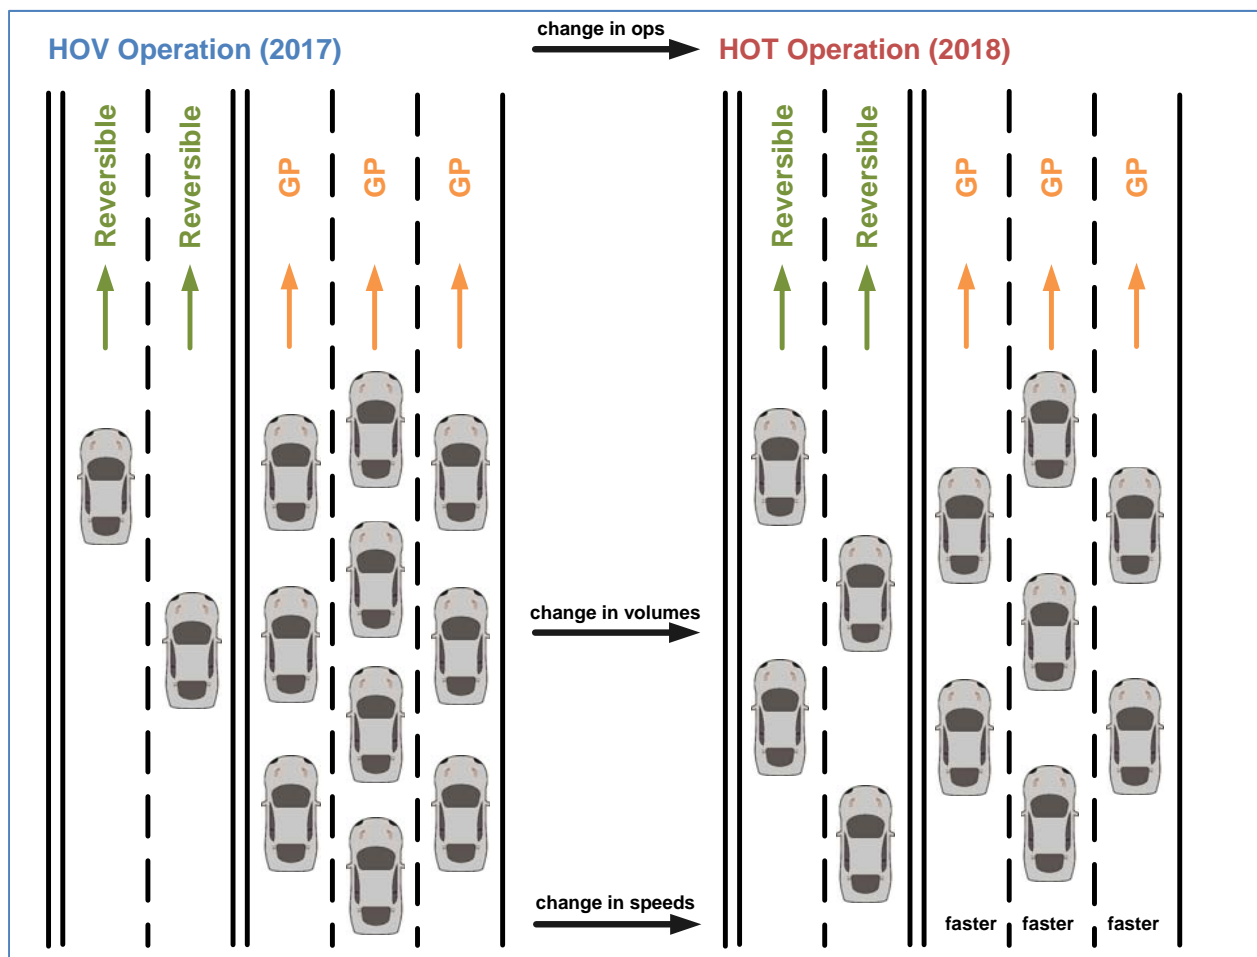 HOV Operation (2017)
change in ops
HOT Operation (2018)
Reversible
Reversible
GP
GP
GP
Reversible
Reversible
GP
GP
GP
change in volumes
change in speeds
faster
faster
faster